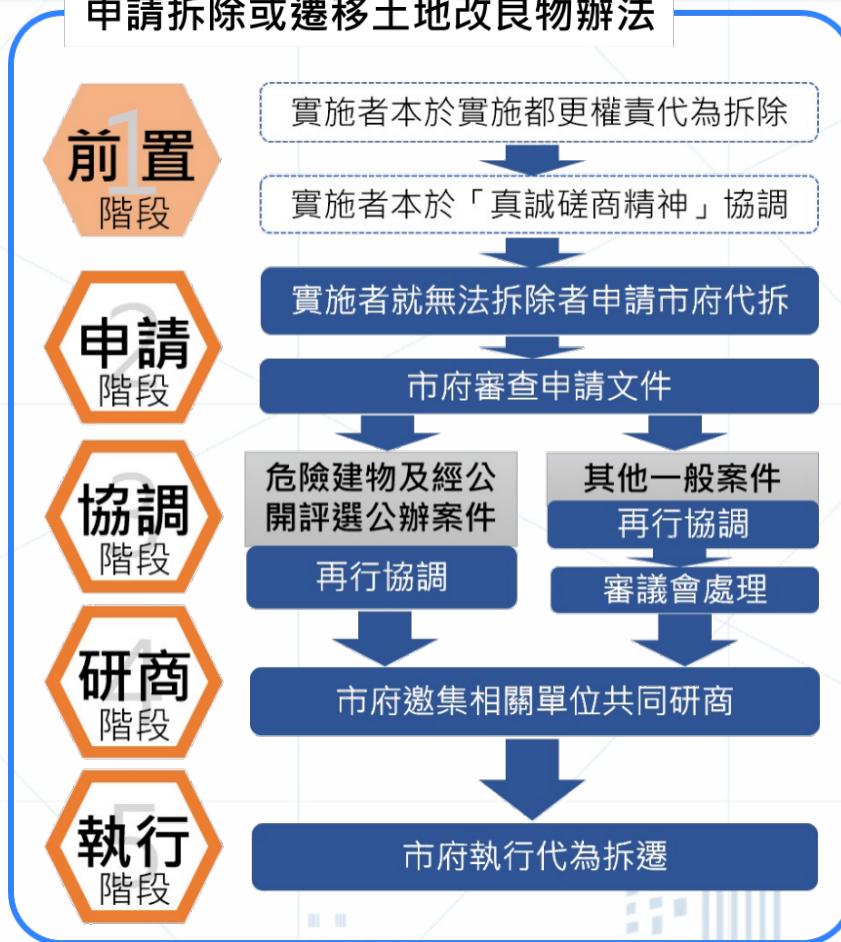 申請拆除或遷移土地改良物辦法
1
前置
階段
實施者本於實施都更權責代為拆除
實施者本於「真誠磋商精神」協調
2
申請
階段
實施者就無法拆除者申請市府代拆
市府審查申請文件
3
協調
階段
危險建物及經公
開評選公辦案件
再行協調
其他一般案件
再行協調
審議會處理
4
研商
階段
市府邀集相關單位共同研商
5
執行
階段
市府執行代為拆遷